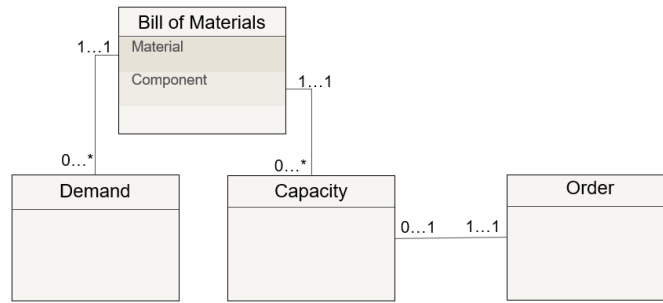 Bill of Materials
1...1
Material
Component
1...1
0...*
0...*
Demand
Capacity
Order
0...1
1...1